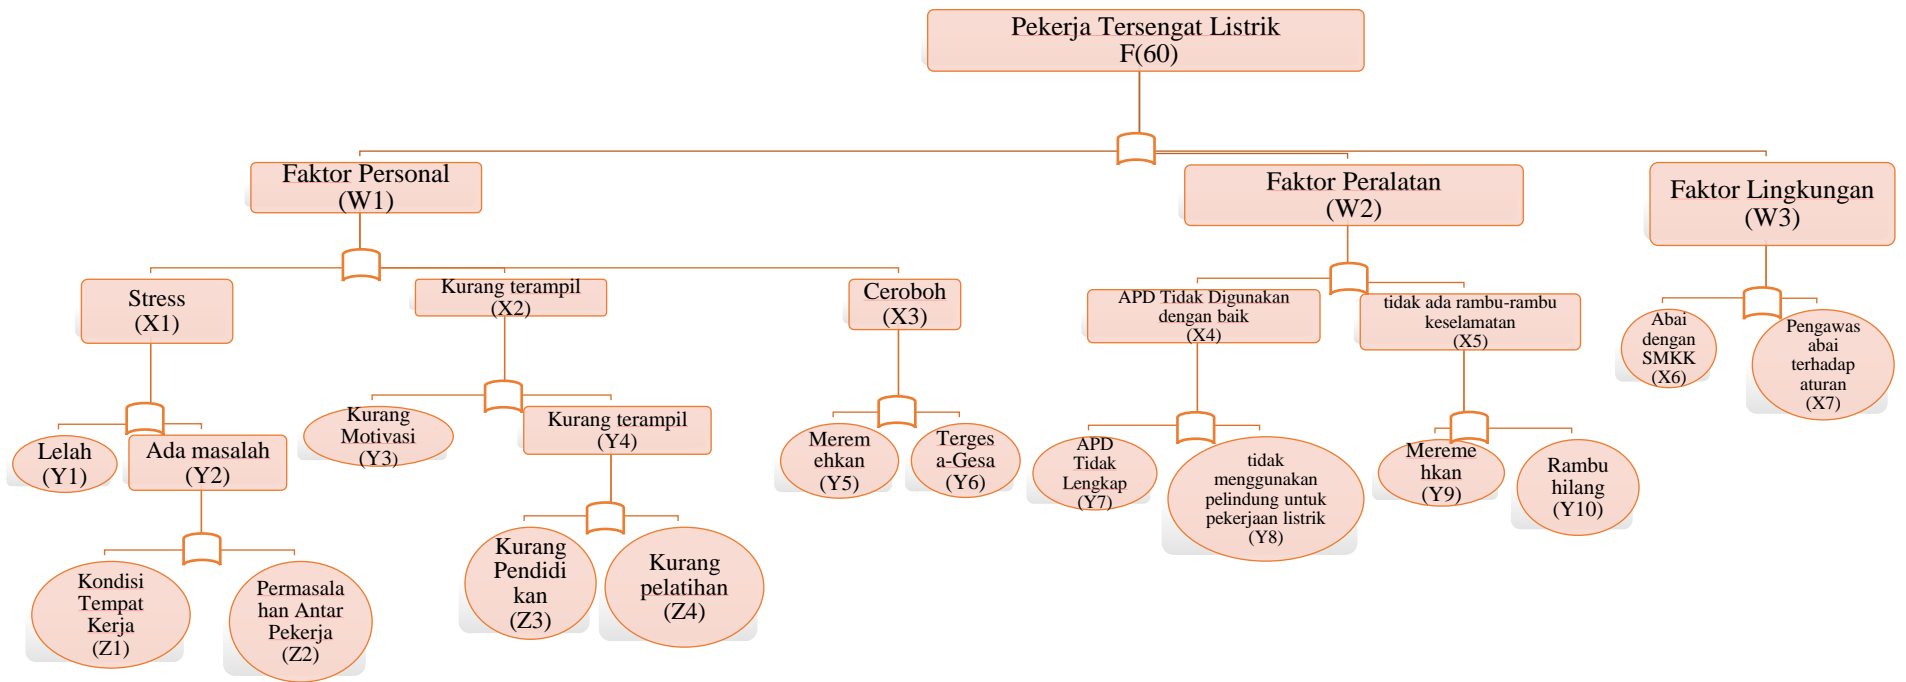 Pekerja Tersengat Listrik
F(60)
Faktor Personal
(W1)
Faktor Peralatan
(W2)
Faktor Lingkungan
(W3)
Stress
(X1)
Kurang terampil
(X2)
Ceroboh
(X3)
APD Tidak Digunakan
dengan baik
(X4)
tidak ada rambu-rambu
keselamatan
(X5)
Abai
dengan
SMKK
(X6)
Pengawas
abai
terhadap
aturan
(X7)
Lelah
(Y1)
Ada masalah
(Y2)
Kurang
Motivasi
(Y3)
Kurang terampil
(Y4)
Merem
ehkan
(Y5)
Terges
a-Gesa
(Y6)
APD
Tidak
Lengkap
(Y7)
tidak
menggunakan
pelindung untuk
pekerjaan listrik
(Y8)
Mereme
hkan
(Y9)
Rambu
hilang
(Y10)
Kondisi
Tempat
Kerja
(Z1)
Permasala
han Antar
Pekerja
(Z2)
Kurang
Pendidi
kan
(Z3)
Kurang
pelatihan
(Z4)